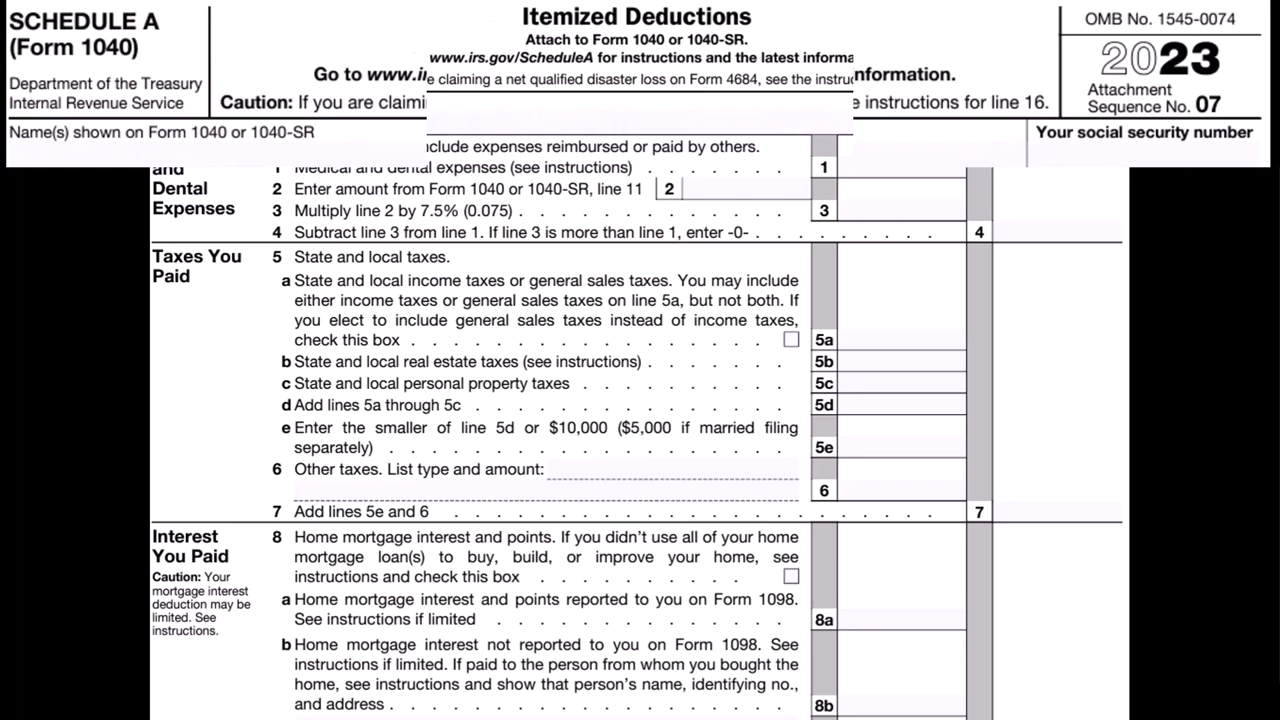 SCHEDULE A
(Form 1040)
Department of the Treasury
Internal Revenue Service
Itemized Deductions
Attach to Form 1040 or 1040-SR.
www.irs.gov/ScheduleA for instructions and the latest informa
Go to www.i
nformation.
e claiming a net qualified disaster loss on Form 4684, see the instruc
Caution: If you are claimi
e instructions for line 16.
OMB No. 1545-0074
2023
Attachment
Sequence No. 07
Name(s) shown on Form 1040 or 1040-SR
Your social security number
clude expenses reimbursed or paid by others.
and
Dental
Expenses
1 Medical and dental expenses (see instructions) . . . . . . . 1
2 Enter amount from Form 1040 or 1040-SR, line 11 2
3 Multiply line 2 by 7.5% (0.075) . . . . . . . . . . . . . 3
4 Subtract line 3 from line 1. If line 3 is more than line 1, enter -0- . . . . . . . . . 4
Taxes You
Paid
5 State and local taxes.
a State and local income taxes or general sales taxes. You may include
either income taxes or general sales taxes on line 5a, but not both. If
you elect to include general sales taxes instead of income taxes,
check this box . . . . . . . . . . . . . . . . . 5a
b State and local real estate taxes (see instructions) . . . . . . . 5b
c State and local personal property taxes . . . . . . . . . . 5c
d Add lines 5a through 5c . . . . . . . . . . . . . . . 5d
e Enter the smaller of line 5d or $10,000 ($5,000 if married filing
separately) . . . . . . . . . . . . . . . . . . . 5e
6 Other taxes. List type and amount:
6
7 Add lines 5e and 6 . . . . . . . . . . . . . . . . . . . . . 7
Interest
You Paid
Caution: Your
mortgage interest
deduction may be
limited. See
instructions.
8 Home mortgage interest and points. If you didn’t use all of your home
mortgage loan(s) to buy, build, or improve your home, see
instructions and check this box . . . . . . . . . .
a Home mortgage interest and points reported to you on Form 1098.
See instructions if limited . . . . . . . . . . . . . . 8a
b Home mortgage interest not reported to you on Form 1098. See
instructions if limited. If paid to the person from whom you bought the
home, see instructions and show that person’s name, identifying no.,
and address . . . . . . . . . . . . . . . . . . . 8b